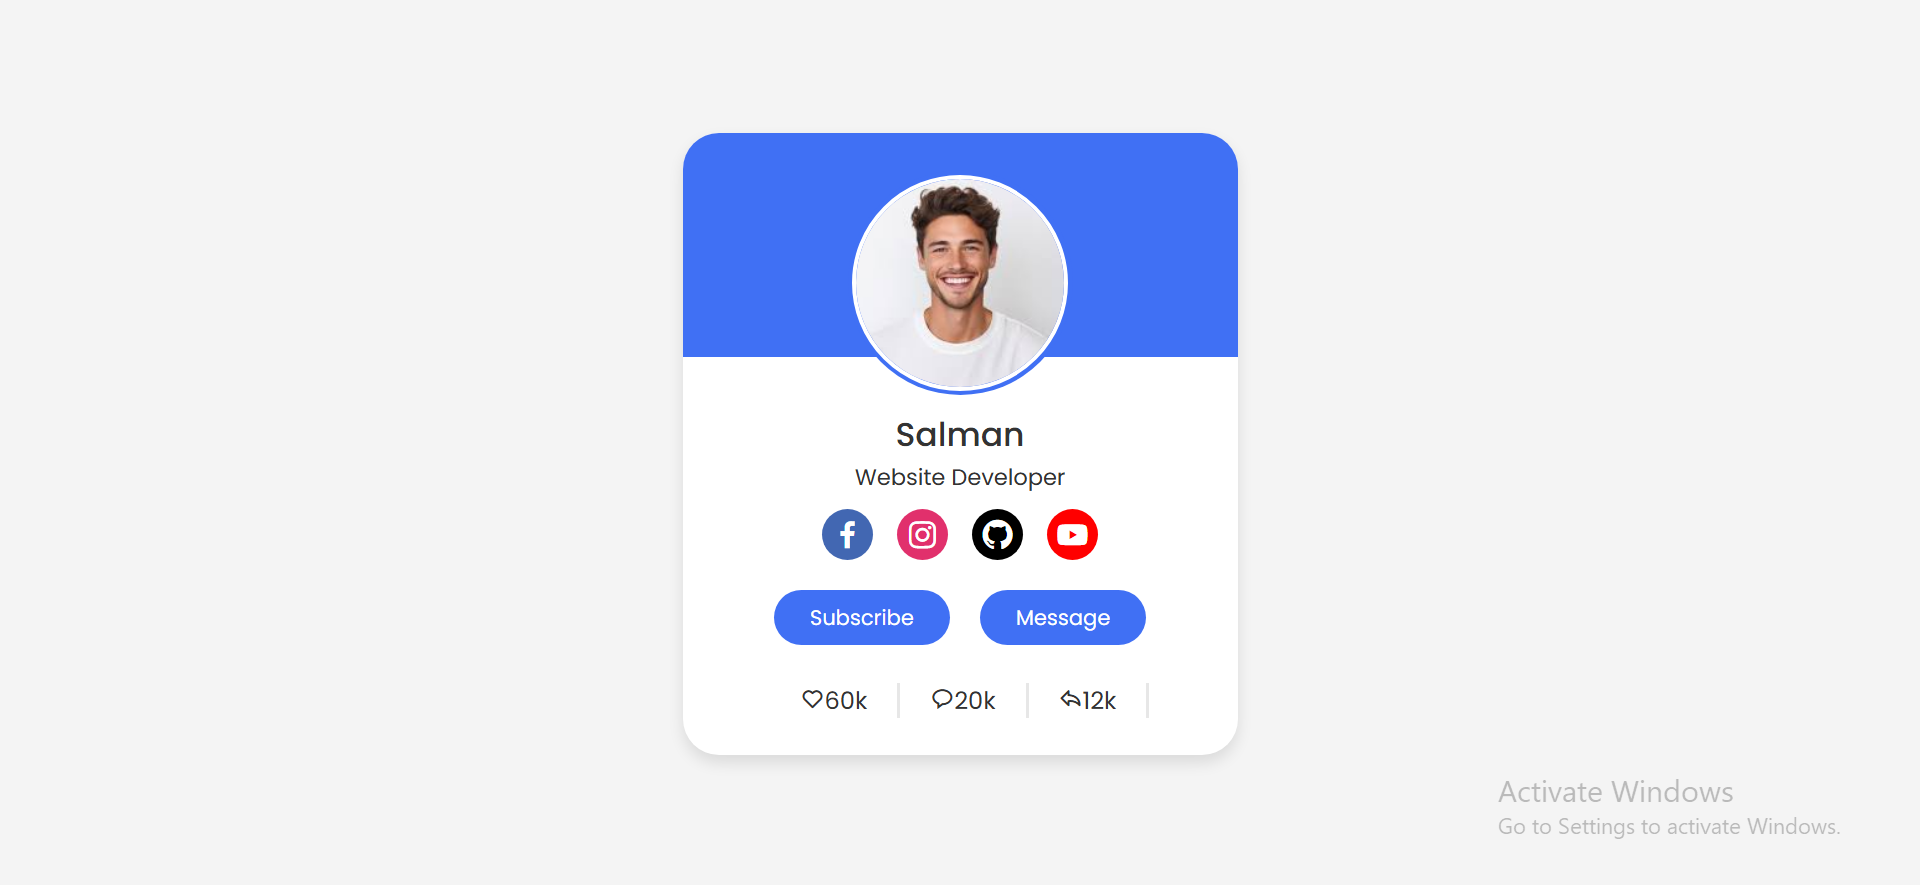 Salman
Website Developer
Subscribe Message
60k 20k 12k
Activate Windows
Go to Settings to activate Windows.